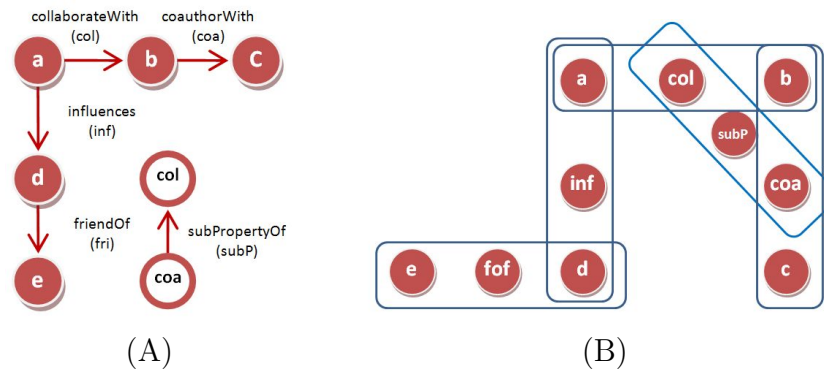 collaborateWith
(col)
coauthorWith
(coa)
a
b
C
influences
(inf)
d
col
friendOf
(fri)
subPropertyOf
(subP)
e
coa
(A)
a
col
b
subP
inf
coa
e
fof
d
c
(B)